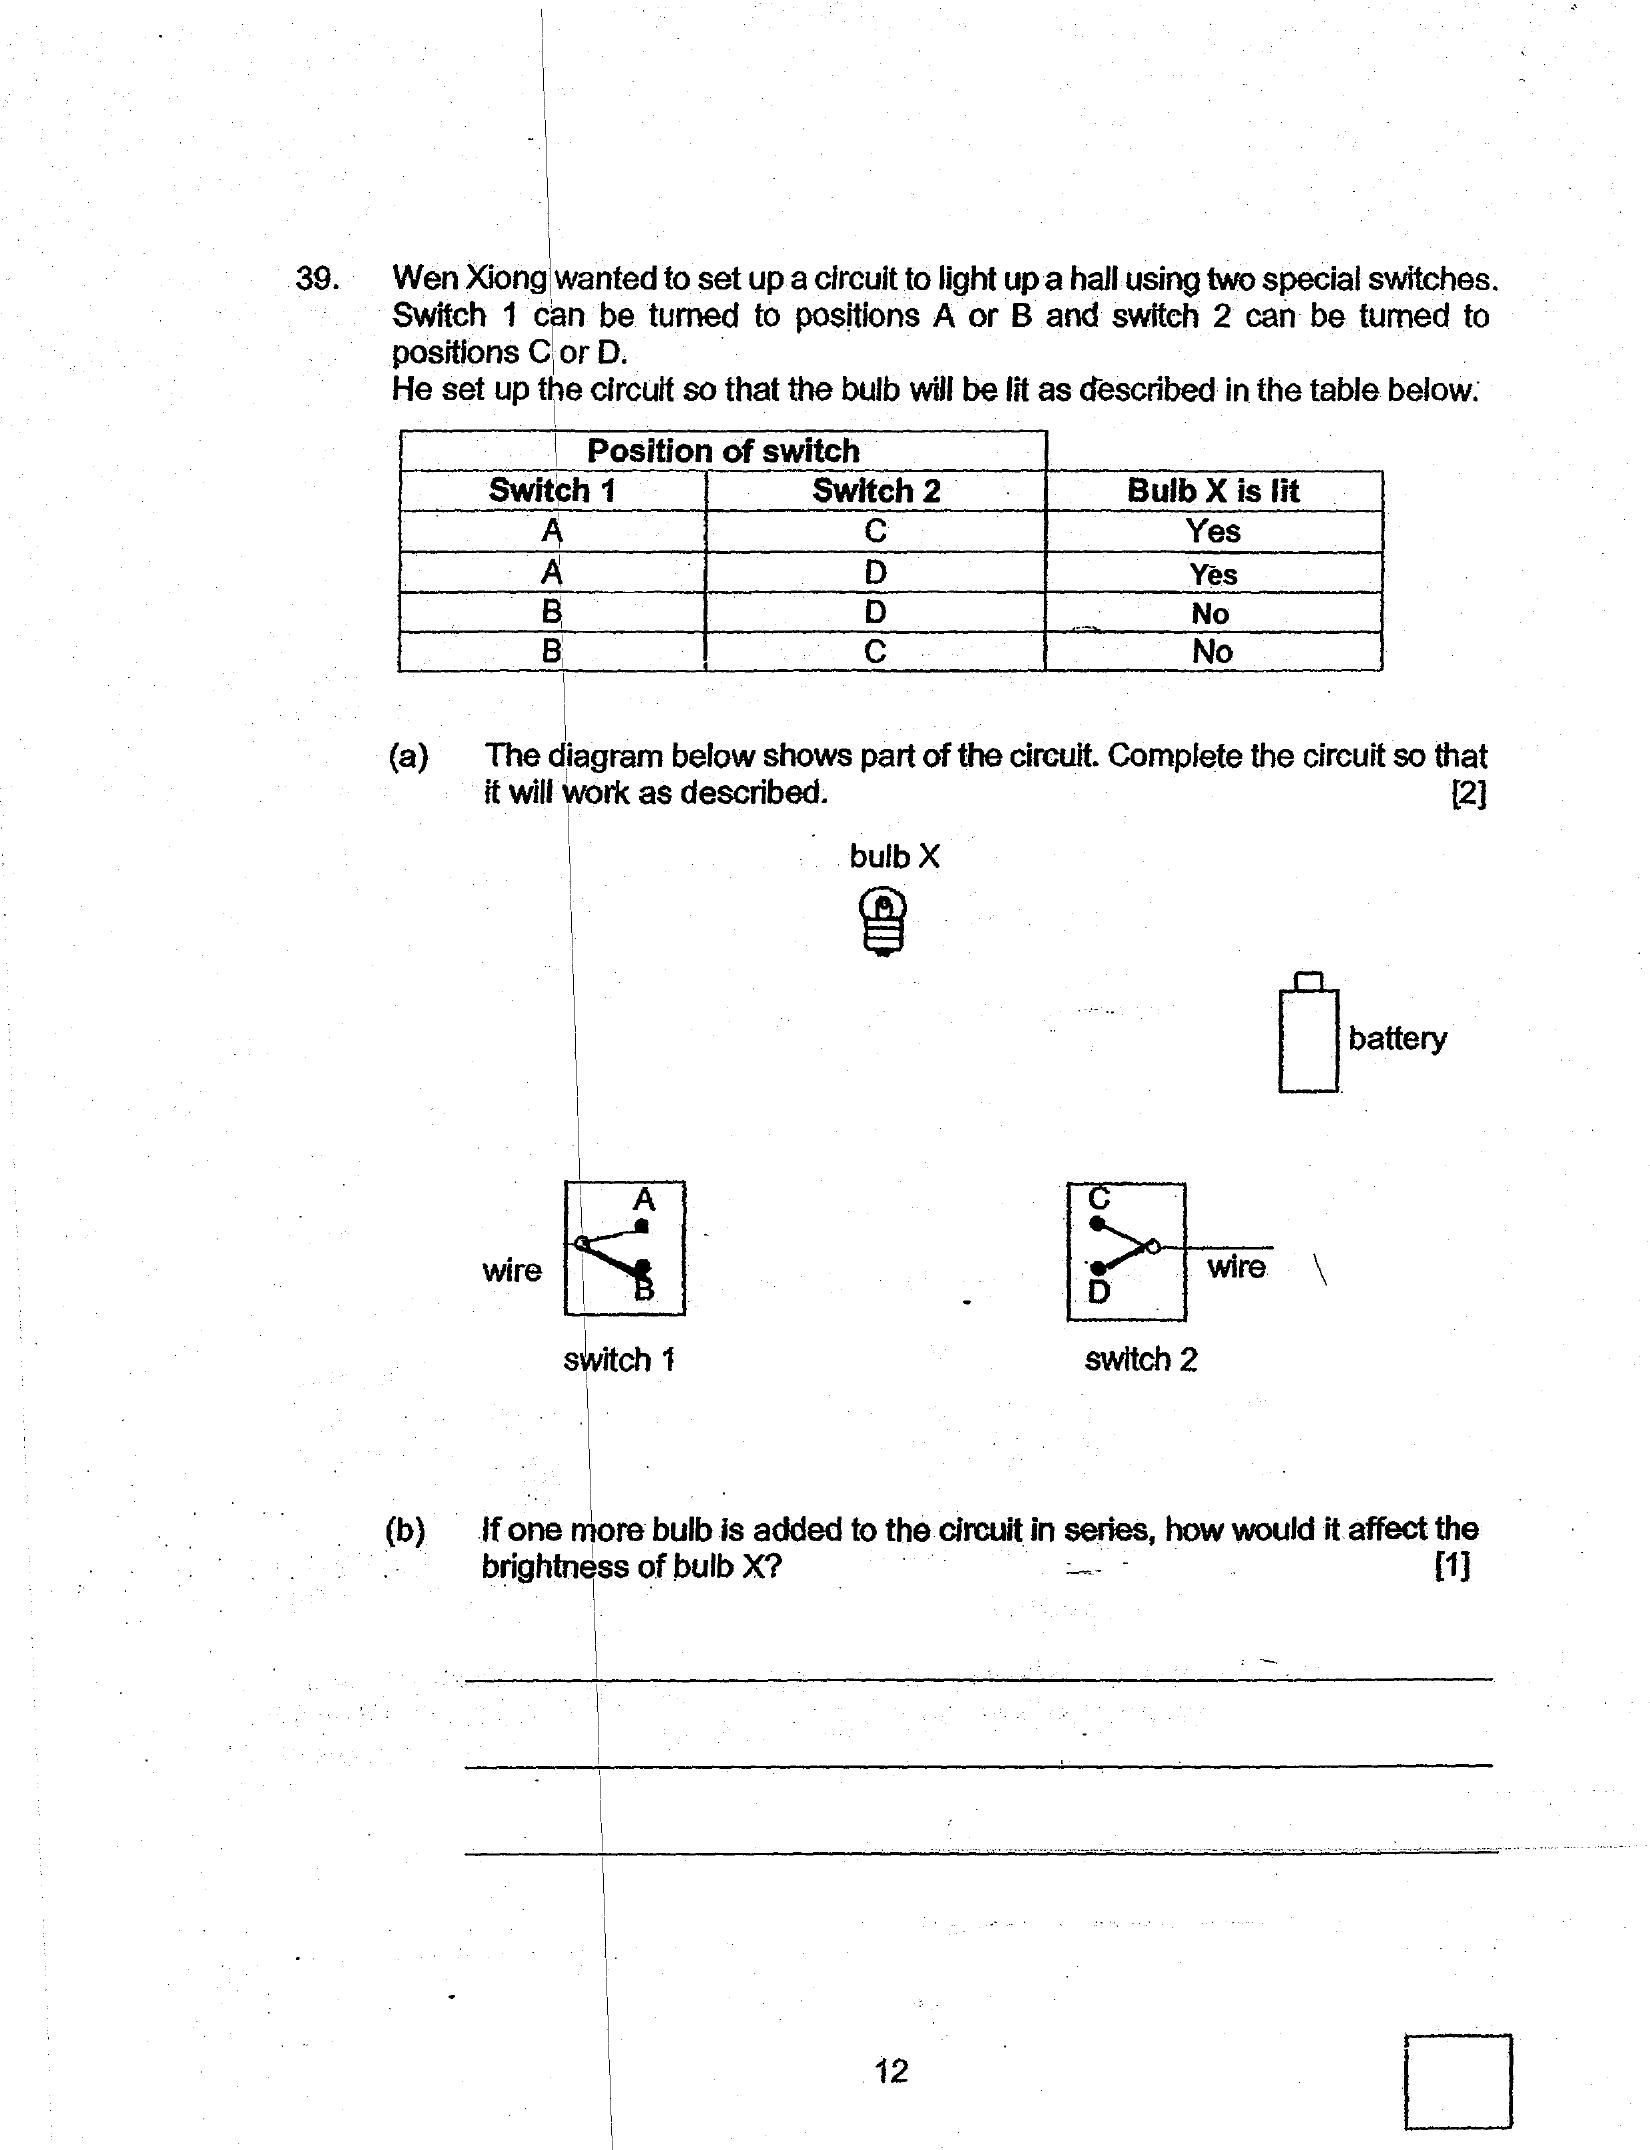 39. Wen Xiong wanted to set up a circuit to light up a hall using two special switches.
Switch 1 can be turned to positions A or B and switch 2 can be turned to
positions C or D.
He set up the circuit so that the bulb will be lit as described in the table below.
Position of switch
Switch 1 Switch 2 Bulb X is lit
A C Yes
A D Yes
B D No
B C No
(a) The diagram below shows part of the circuit. Complete the circuit so that
it will work as described. [2]
bulb X
battery
A C
wire B D wire
switch 1 switch 2
(b) If one more bulb is added to the circuit in series, how would it affect the
brightness of bulb X? [1]
12